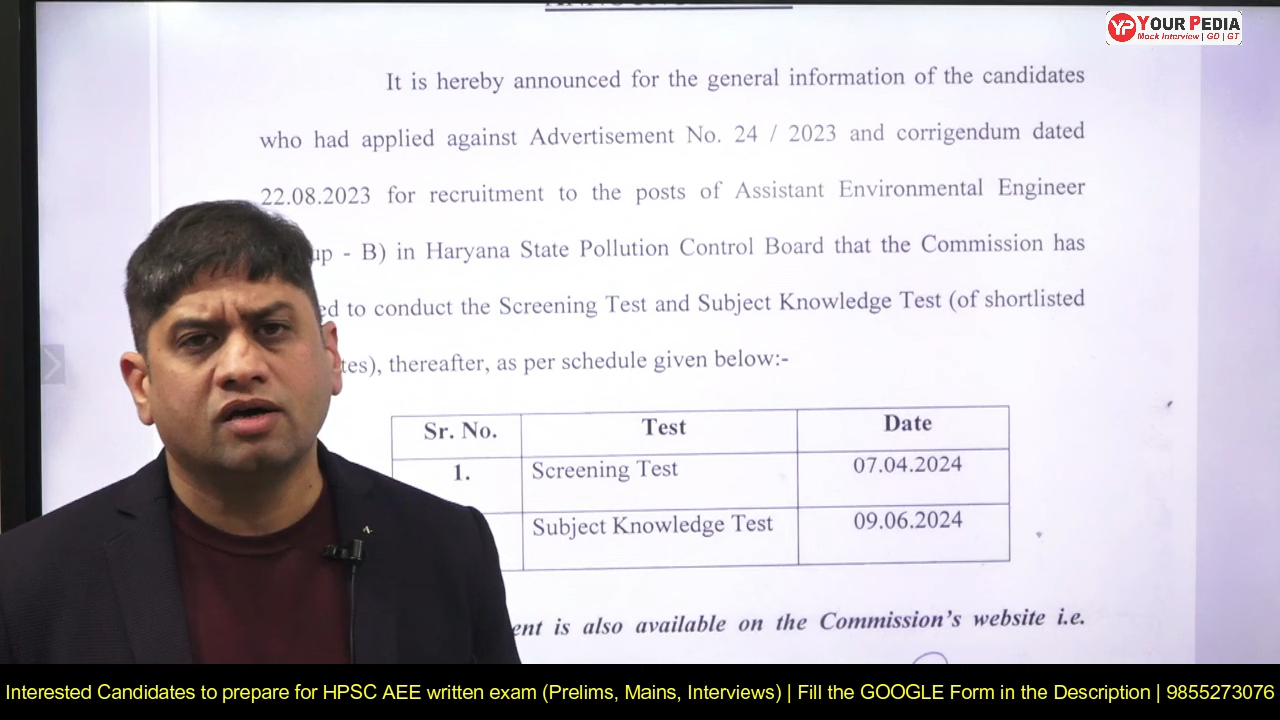 YP YOUR PEDIA
Mock Interview | GD | GT
It is hereby announced for the general information of the candidates
who had applied against Advertisement No. 24 / 2023 and corrigendum dated
22.08.2023 for recruitment to the posts of Assistant Environmental Engineer
up - B) in Haryana State Pollution Control Board that the Commission has
ed to conduct the Screening Test and Subject Knowledge Test (of shortlisted
tes), thereafter, as per schedule given below:-
Sr. No. Test Date
1. Screening Test 07.04.2024
Subject Knowledge Test 09.06.2024
ent is also available on the Commission's website i.e.
Interested Candidates to prepare for HPSC AEE written exam (Prelims, Mains, Interviews) | Fill the GOOGLE Form in the Description | 9855273076